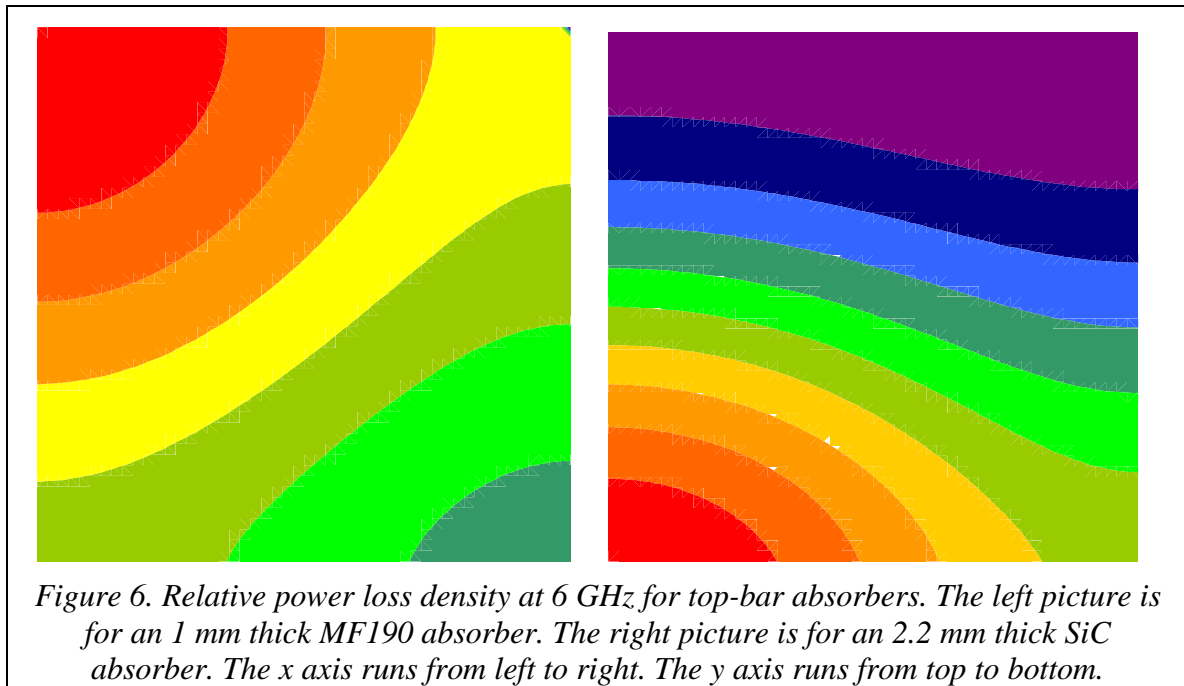 Figure 6. Relative power loss density at 6 GHz for top-bar absorbers. The left picture is
for an 1 mm thick MF190 absorber. The right picture is for an 2.2 mm thick SiC
absorber. The x axis runs from left to right. The y axis runs from top to bottom.